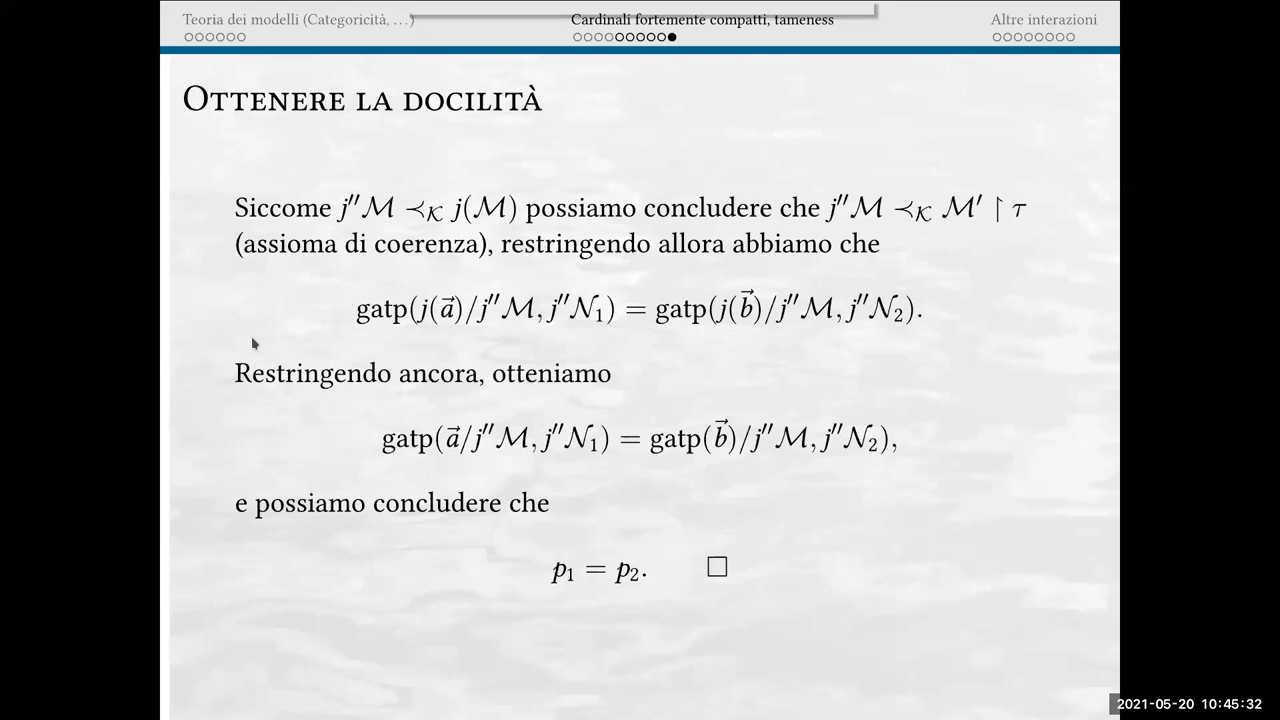 Teoria dei modelli (Categoricità, …) Cardinali fortemente compatti, tameness Altre interazioni
OTTENERE LA DOCILITÀ
Siccome j″ℳ ≺_𝒦 j(ℳ) possiamo concludere che j″ℳ ≺_𝒦 ℳ′ ↾ τ
(assioma di coerenza), restringendo allora abbiamo che
gatp(j(a⃗)/j″ℳ, j″𝒩₁) = gatp(j(b⃗)/j″ℳ, j″𝒩₂).
Restringendo ancora, otteniamo
gatp(a⃗/j″ℳ, j″𝒩₁) = gatp(b⃗)/j″ℳ, j″𝒩₂),
e possiamo concludere che
p₁ = p₂. □
2021-05-20 10:45:32